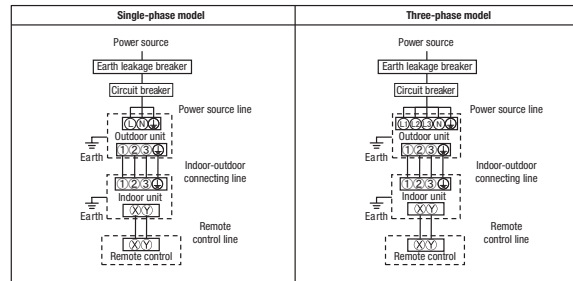 Single-phase model
Power source
Earth leakage breaker
Circuit breaker
Power source line
L N
Outdoor unit
Earth
1 2 3
Indoor-outdoor
connecting line
1 2 3
Indoor unit
Earth
X Y
Remote
control line
X Y
Remote control
Three-phase model
Power source
Earth leakage breaker
Circuit breaker
Power source line
L1 L2 L3 N
Outdoor unit
Earth
1 2 3
Indoor-outdoor
connecting line
1 2 3
Indoor unit
Earth
X Y
Remote
control line
X Y
Remote control